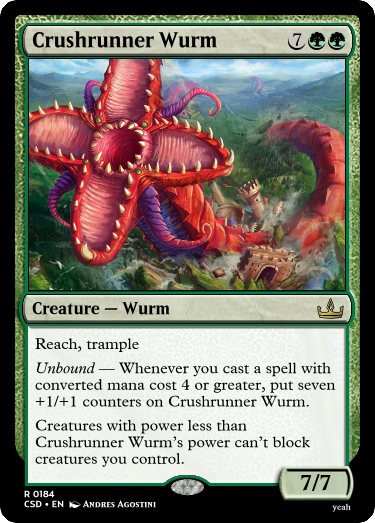 Crushrunner Wurm 7
Creature — Wurm
Reach, trample
Unbound — Whenever you cast a spell with
converted mana cost 4 or greater, put seven
+1/+1 counters on Crushrunner Wurm.
Creatures with power less than
Crushrunner Wurm's power can't block
creatures you control.
7/7
R 0184
CSD • EN Andres Agostini
yeah